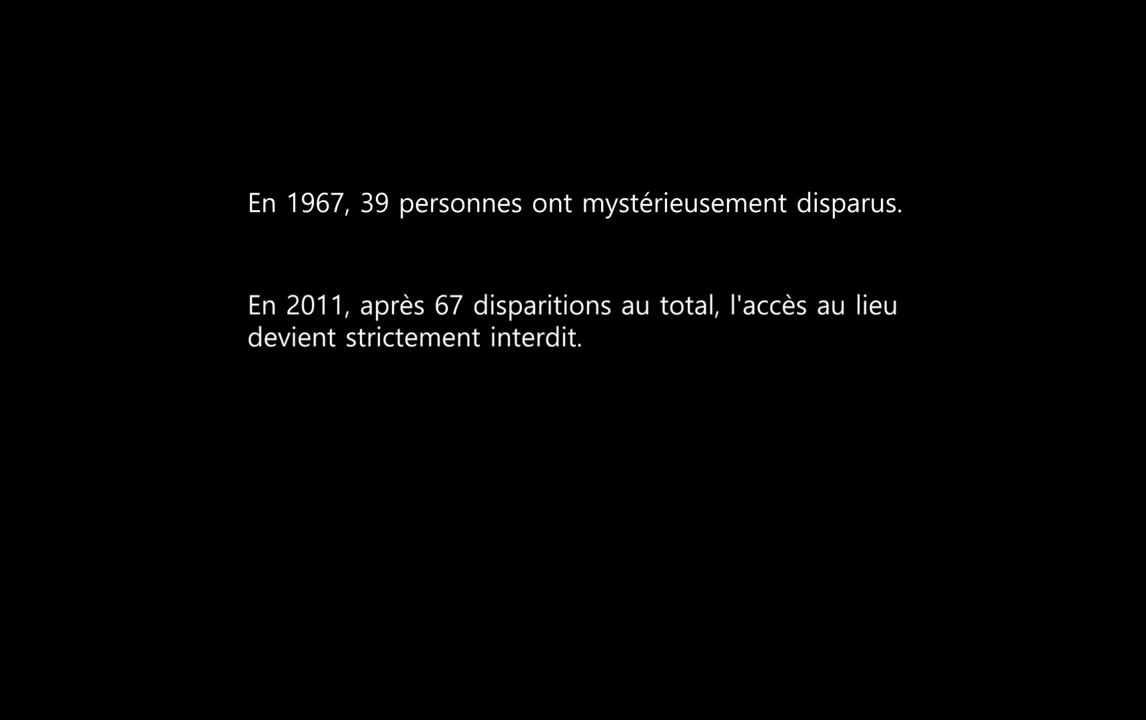 En 1967, 39 personnes ont mystérieusement disparus.
En 2011, après 67 disparitions au total, l'accès au lieu
devient strictement interdit.